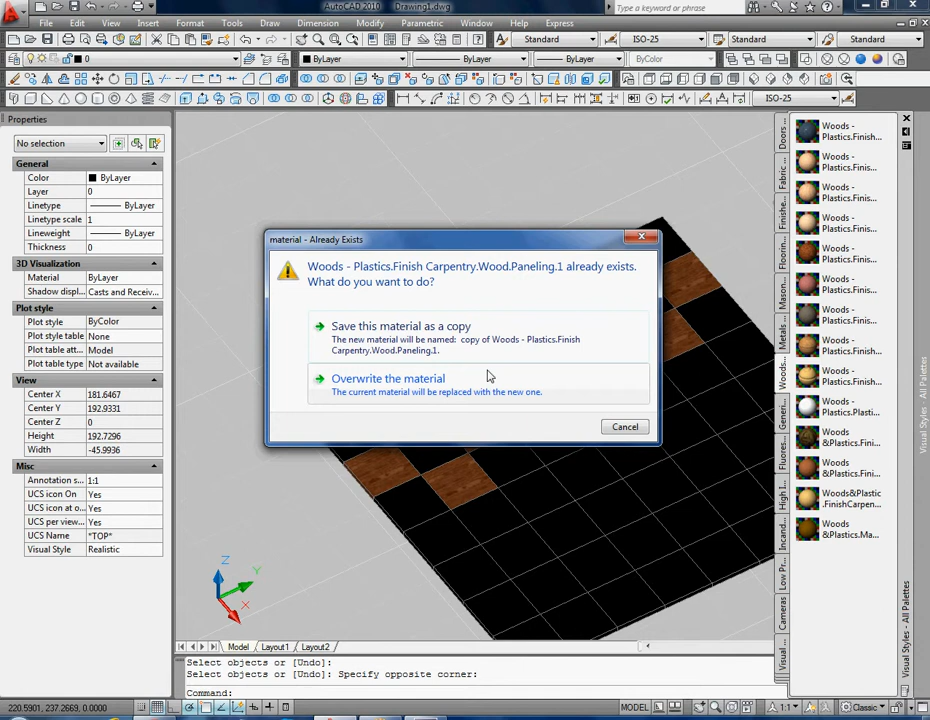 AutoCAD 2010 Drawing1.dwg
Type a keyword or phrase
File Edit View Insert Format Tools Draw Dimension Modify Parametric Window Help Express
Standard ISO-25 Standard Standard
0 ByLayer ByLayer ByLayer ByColor
ISO-25
Properties
No selection
General
Color ByLayer
Layer 0
Linetype ByLayer
Linetype scale 1
Lineweight ByLayer
Thickness 0
3D Visualization
Material ByLayer
Shadow displ... Casts and Receiv...
Plot style
Plot style ByColor
Plot style table None
Plot table att... Model
Plot table type Not available
View
Center X 181.6467
Center Y 192.9331
Center Z 0
Height 192.7296
Width -45.9936
Misc
Annotation s... 1:1
UCS icon On Yes
UCS icon at o... Yes
UCS per view... Yes
UCS Name *TOP*
Visual Style Realistic
material - Already Exists
Woods - Plastics.Finish Carpentry.Wood.Paneling.1 already exists.
What do you want to do?
Save this material as a copy
The new material will be named: copy of Woods - Plastics.Finish
Carpentry.Wood.Paneling.1.
Overwrite the material
The current material will be replaced with the new one.
Cancel
Z
Y
X
Doors ...
Fabric ...
Finishe...
Floorin...
Mason...
Metals ...
Woods...
Generi...
Fluores...
High I...
Incand...
Low Pr...
Cameras
Visual...
Woods -
Plastics.Finish...
Woods -
Plastics.Finis...
Woods -
Plastics.Finis...
Woods -
Plastics.Finis...
Woods -
Plastics.Finis...
Woods -
Plastics.Finis...
Woods -
Plastics.Finis...
Woods -
Plastics.Finish...
Woods -
Plastics.Finish...
Woods -
Plastics.Plasti...
Woods
&Plastics.Fini...
Woods
&Plastics.Fini...
Woods&Plastic
.FinishCarpen...
Woods
&Plastics.Ma...
Visual Styles - All Palettes
Visual Styles - All Palettes
Model Layout1 Layout2
Select objects or [Undo]:
Select objects or [Undo]: Specify opposite corner:
Command:
220.5901, 237.2669, 0.0000 MODEL 1:1 Classic